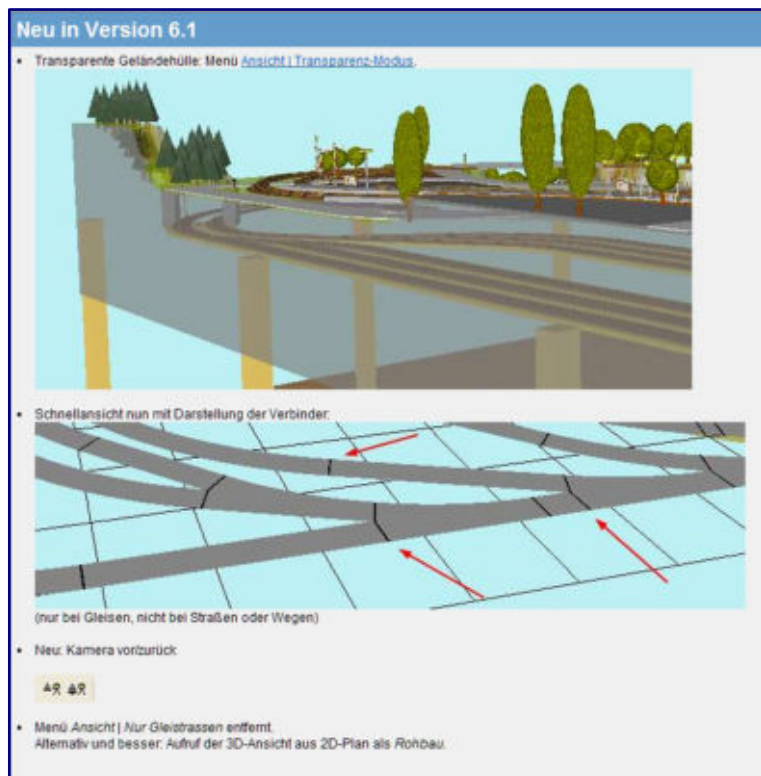 Neu in Version 6.1
• Transparente Geländehülle: Menü Ansicht | Transparenz-Modus.
• Schnellansicht nun mit Darstellung der Verbinder:
(nur bei Gleisen, nicht bei Straßen oder Wegen)
• Neu: Kamera vor/zurück
• Menü Ansicht | Nur Gleistrassen entfernt.
Alternativ und besser: Aufruf der 3D-Ansicht aus 2D-Plan als Rohbau.